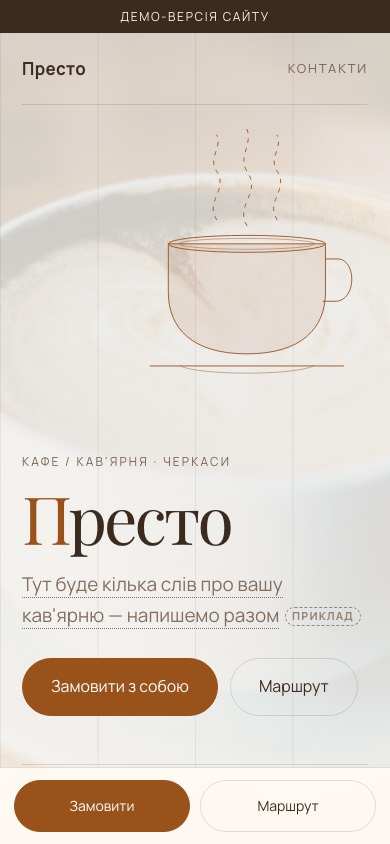 ДЕМО-ВЕРСІЯ САЙТУ
Престо
КОНТАКТИ
КАФЕ / КАВ'ЯРНЯ · ЧЕРКАСИ
Престо
Тут буде кілька слів про вашу
кав'ярню — напишемо разом ПРИКЛАД
Замовити з собою
Маршрут
Замовити
Маршрут